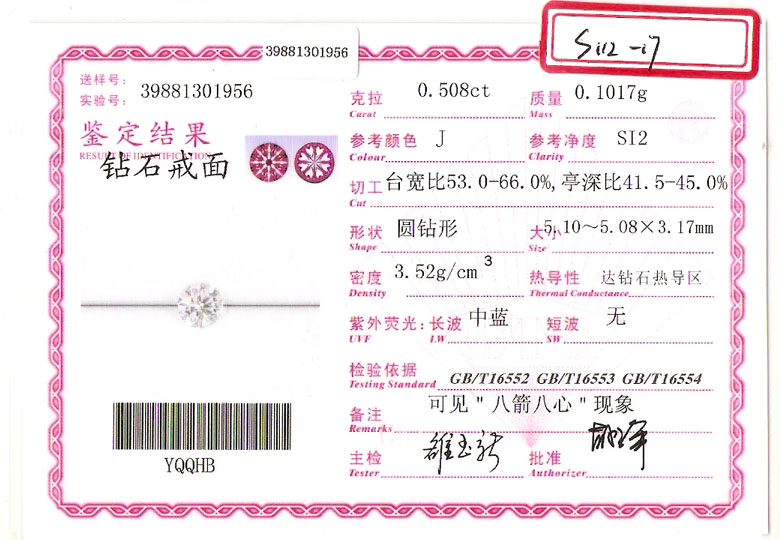 39881301956
Si12-17
送样号：
实验号：
39881301956
鉴定结果
RESULT OF IDENTIFICATION
钻石戒面
YQQHB
克拉 0.508ct 质量 0.1017g
Carat Mass
参考颜色 J 参考净度 SI2
Colour Clarity
切工 台宽比53.0-66.0%,亭深比41.5-45.0%
Cut
形状 圆钻形 大小 5.10～5.08×3.17mm
Shape Size
密度 3.52g/cm³ 热导性 达钻石热导区
Density Thermal Conductance
紫外荧光：长波 中蓝 短波 无
UVF LW SW
检验依据 GB/T16552 GB/T16553 GB/T16554
Testing Standard
备注 可见"八箭八心"现象
Remarks
主检 批准
Tester Authorizer